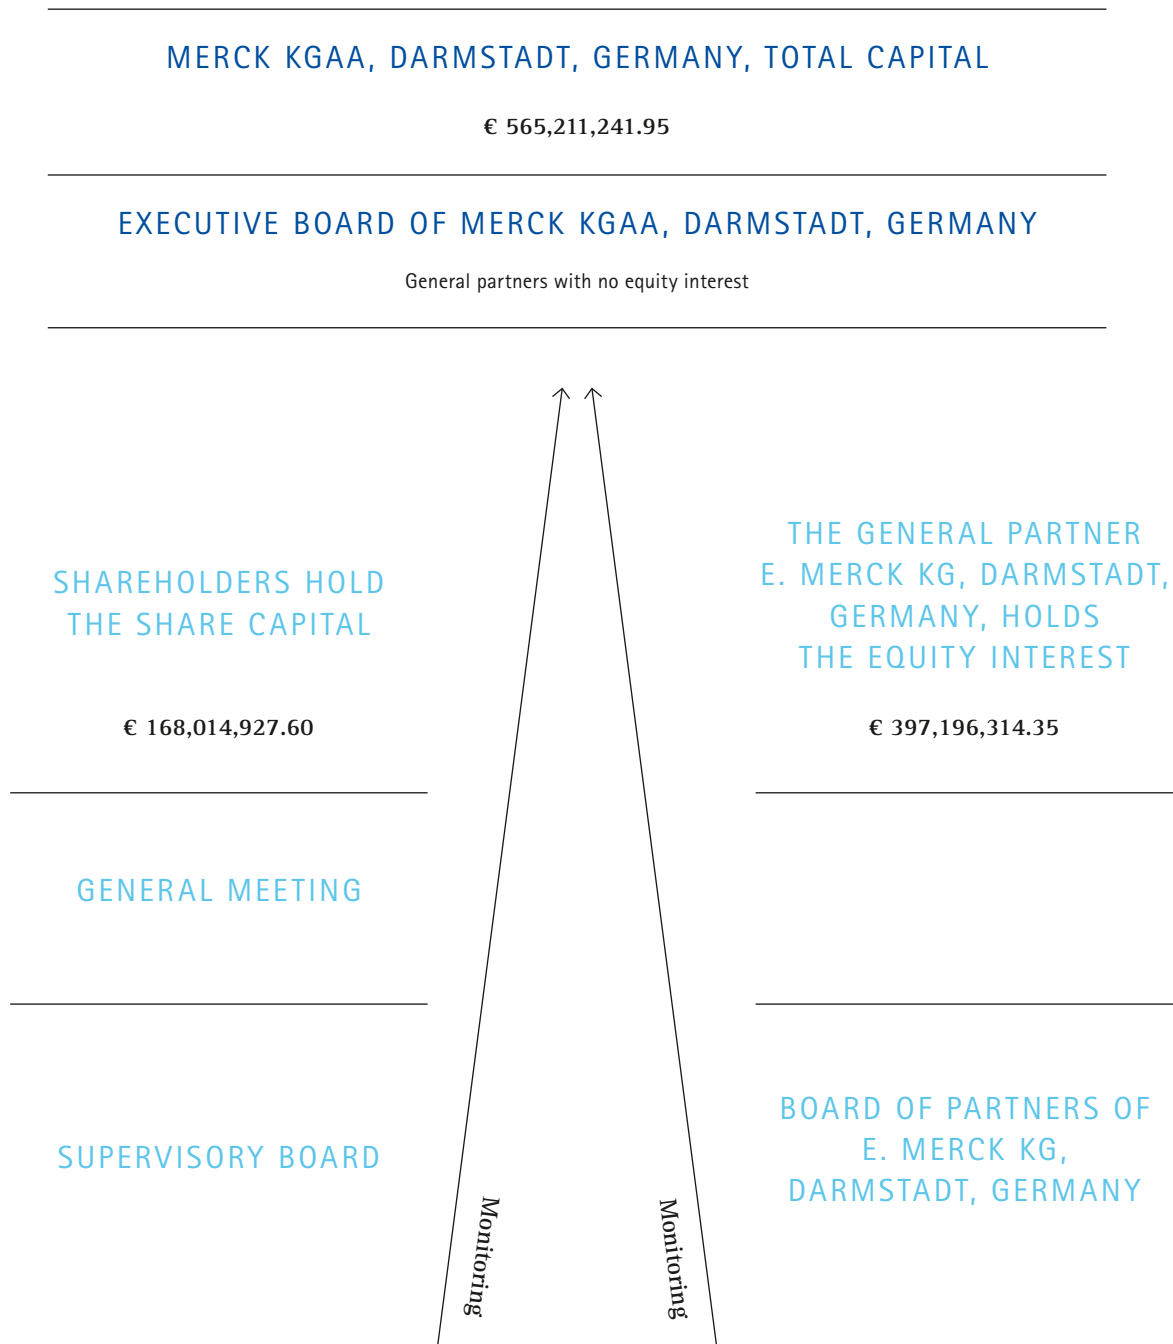 MERCK KGAA, DARMSTADT, GERMANY, TOTAL CAPITAL
€ 565,211,241.95
EXECUTIVE BOARD OF MERCK KGAA, DARMSTADT, GERMANY
General partners with no equity interest
SHAREHOLDERS HOLD
THE SHARE CAPITAL
€ 168,014,927.60
GENERAL MEETING
SUPERVISORY BOARD
Monitoring
THE GENERAL PARTNER
E. MERCK KG, DARMSTADT,
GERMANY, HOLDS
THE EQUITY INTEREST
€ 397,196,314.35
BOARD OF PARTNERS OF
E. MERCK KG,
DARMSTADT, GERMANY
Monitoring